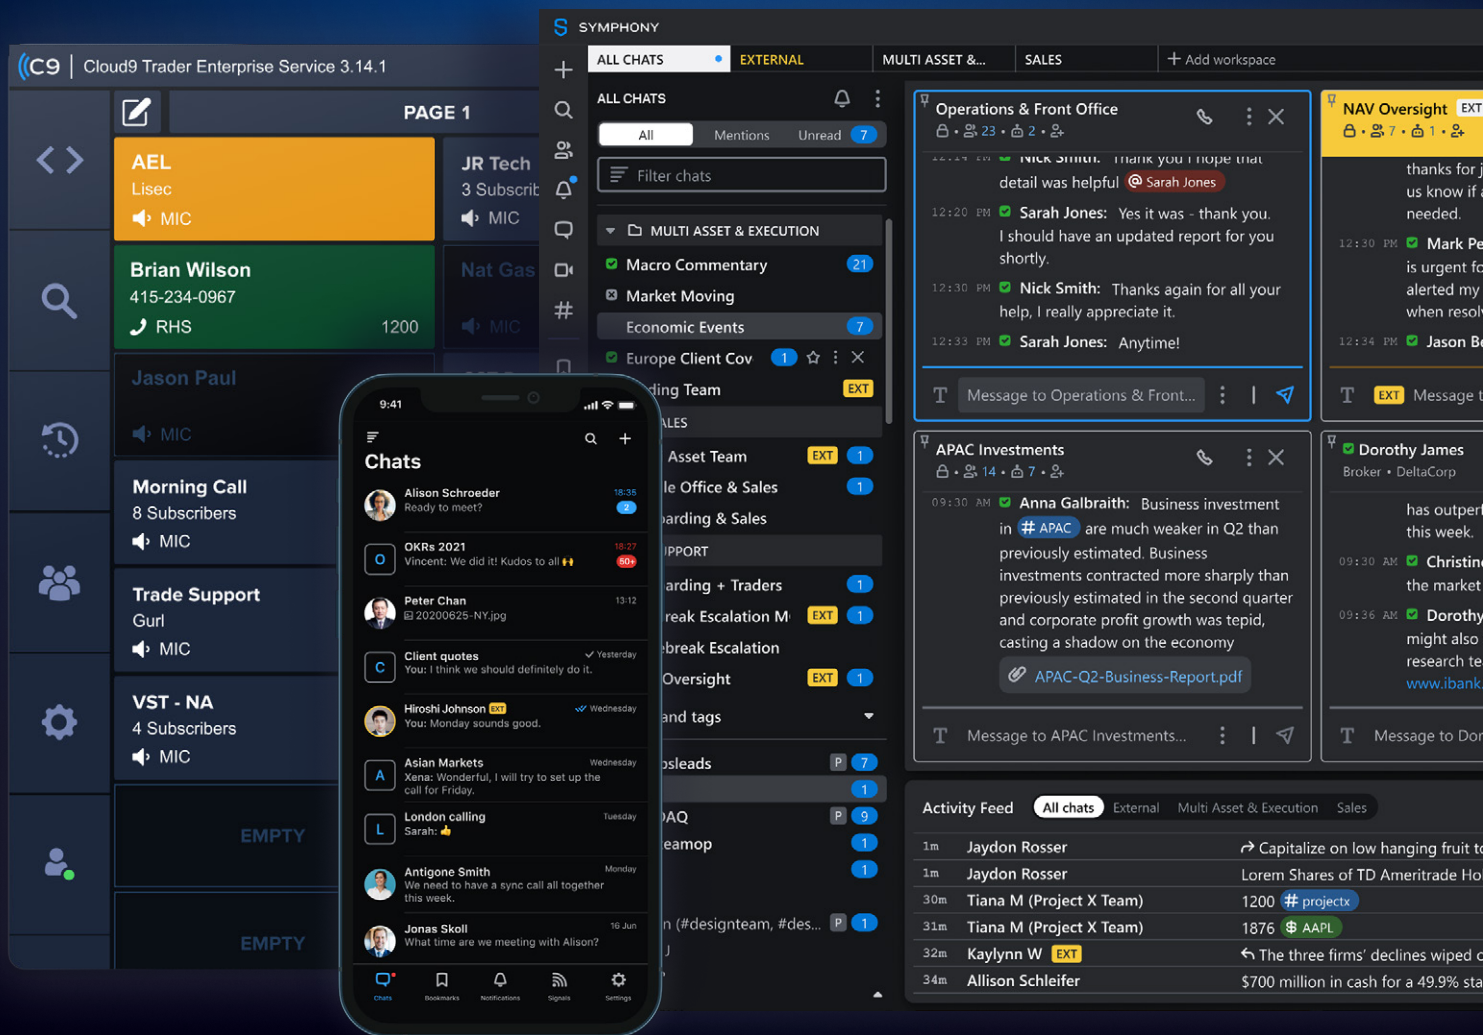 C9 | Cloud9 Trader Enterprise Service 3.14.1
PAGE 1
AEL
Lisec
MIC
JR Tech
3 Subscrib
MIC
Brian Wilson
415-234-0967
RHS 1200
Nat Gas
MIC
Jason Paul
MIC
Morning Call
8 Subscribers
MIC
Trade Support
Gurl
MIC
VST - NA
4 Subscribers
MIC
EMPTY
EMPTY
9:41
Chats
Alison Schroeder 18:35
Ready to meet? 2
OKRs 2021 18:27
O
Vincent: We did it! Kudos to all 🙌 50+
Peter Chan 13:12
20200625-NY.jpg
Client quotes Yesterday
C
You: I think we should definitely do it.
Hiroshi Johnson EXT Wednesday
You: Monday sounds good.
Asian Markets Wednesday
A
Xena: Wonderful, I will try to set up the
call for Friday.
London calling Tuesday
L
Sarah: 👍
Antigone Smith Monday
We need to have a sync call all together
this week.
Jonas Skoll 16 Jun
What time are we meeting with Alison?
Chats Bookmarks Notifications Signals Settings
S SYMPHONY
ALL CHATS EXTERNAL MULTI ASSET &... SALES + Add workspace
ALL CHATS
All Mentions Unread 7
Filter chats
MULTI ASSET & EXECUTION
Macro Commentary 21
Market Moving
Economic Events 7
Europe Client Cov 1
ding Team EXT
ALES
Asset Team EXT 1
le Office & Sales 1
arding & Sales
PPORT
arding + Traders 1
reak Escalation M EXT 1
ebreak Escalation
Oversight EXT 1
and tags
osleads P 7
1
AQ P 9
eamop 1
1
n (#designteam, #des... P 1
Operations & Front Office
23 • 2
Nick Smith: Thank you I hope that
detail was helpful @ Sarah Jones
12:20 PM Sarah Jones: Yes it was - thank you.
I should have an updated report for you
shortly.
12:30 PM Nick Smith: Thanks again for all your
help, I really appreciate it.
12:33 PM Sarah Jones: Anytime!
T Message to Operations & Front...
NAV Oversight EXT
7 • 1
thanks for j
us know if a
needed.
12:30 PM Mark Pe
is urgent fo
alerted my
when resolv
12:34 PM Jason Be
T EXT Message t
APAC Investments
14 • 7
09:30 AM Anna Galbraith: Business investment
in # APAC are much weaker in Q2 than
previously estimated. Business
investments contracted more sharply than
previously estimated in the second quarter
and corporate profit growth was tepid,
casting a shadow on the economy
APAC-Q2-Business-Report.pdf
T Message to APAC Investments...
Dorothy James
Broker • DeltaCorp
has outperf
this week.
09:30 AM Christine
the market
09:36 AM Dorothy
might also
research tea
www.ibank.
T Message to Dor
Activity Feed All chats External Multi Asset & Execution Sales
1m Jaydon Rosser Capitalize on low hanging fruit to
1m Jaydon Rosser Lorem Shares of TD Ameritrade Ho
30m Tiana M (Project X Team) 1200 # projectx
31m Tiana M (Project X Team) 1876 $ AAPL
32m Kaylynn W EXT The three firms' declines wiped o
34m Allison Schleifer $700 million in cash for a 49.9% sta